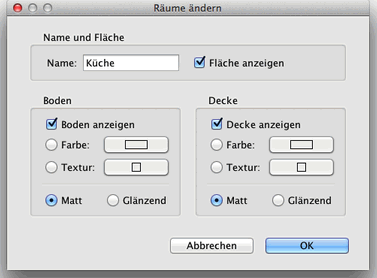 Räume ändern
Name und Fläche
Name: Küche Fläche anzeigen
Boden
Boden anzeigen
Farbe:
Textur:
Matt Glänzend
Decke
Decke anzeigen
Farbe:
Textur:
Matt Glänzend
Abbrechen OK